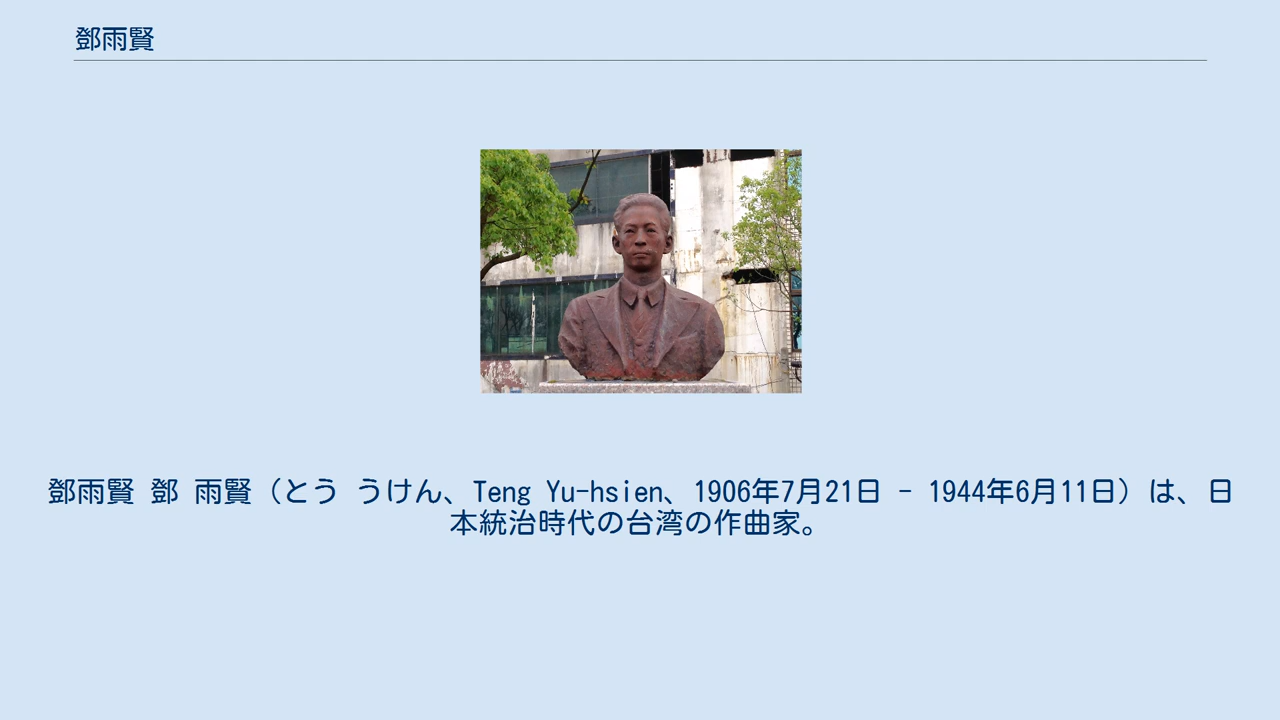 鄧雨賢
鄧雨賢 鄧 雨賢（とう うけん、Teng Yu-hsien、1906年7月21日 - 1944年6月11日）は、日
本統治時代の台湾の作曲家。